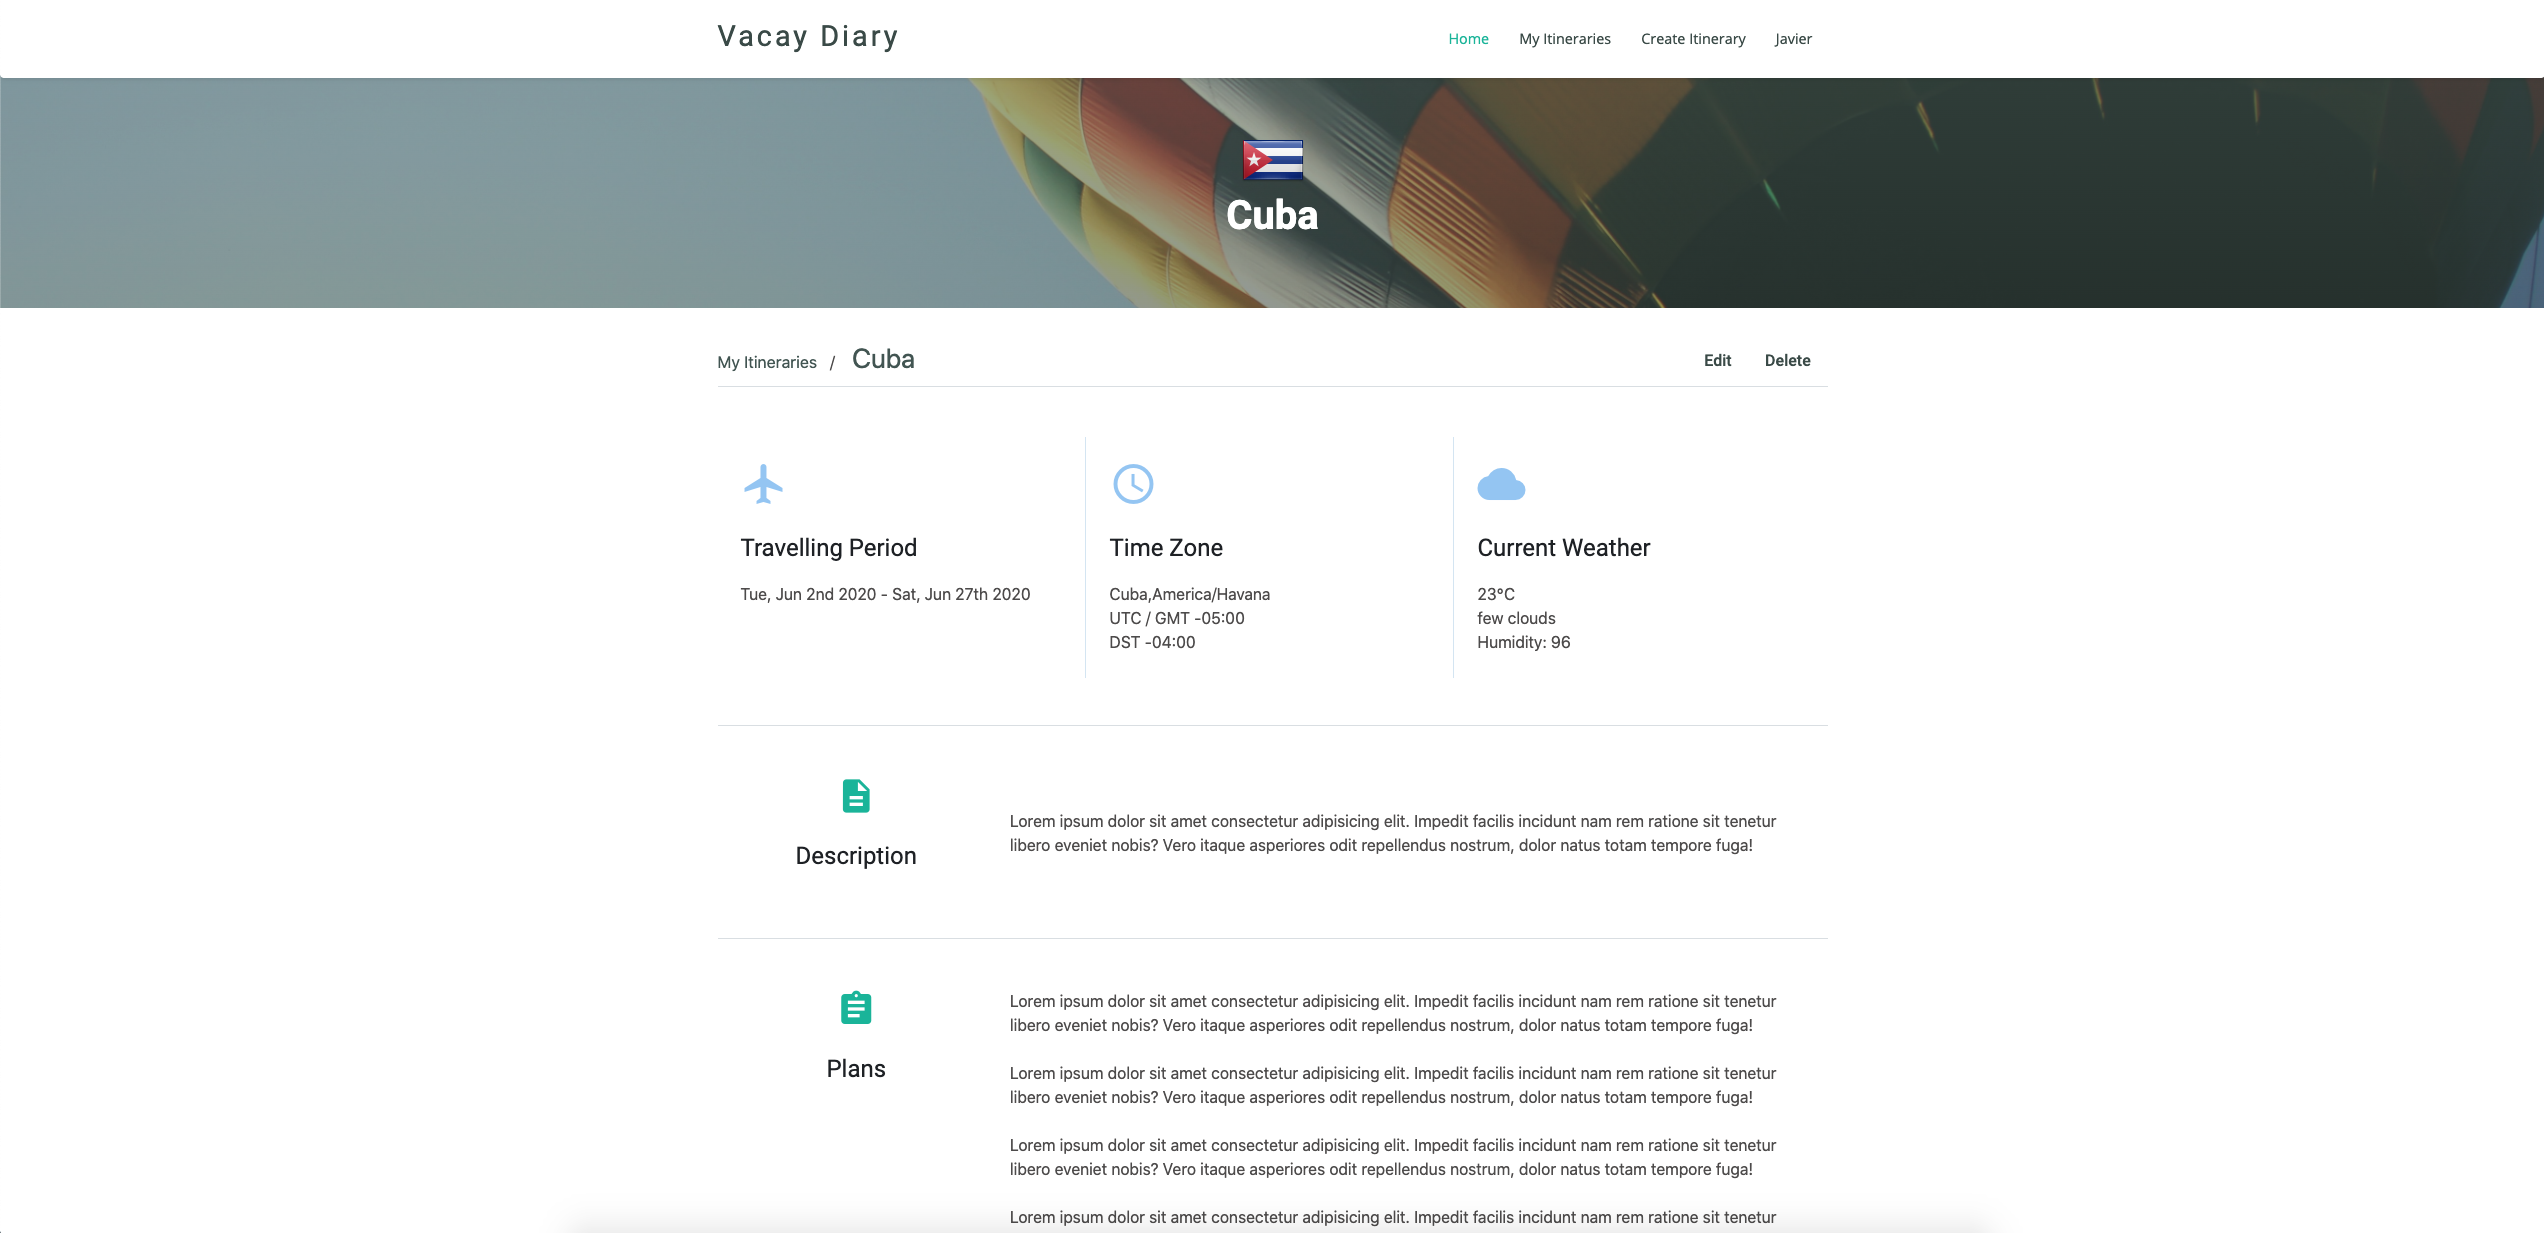 Vacay Diary
Home My Itineraries Create Itinerary Javier
Cuba
My Itineraries / Cuba
Edit Delete
Travelling Period
Tue, Jun 2nd 2020 - Sat, Jun 27th 2020
Time Zone
Cuba,America/Havana
UTC / GMT -05:00
DST -04:00
Current Weather
23°C
few clouds
Humidity: 96
Description
Lorem ipsum dolor sit amet consectetur adipisicing elit. Impedit facilis incidunt nam rem ratione sit tenetur
libero eveniet nobis? Vero itaque asperiores odit repellendus nostrum, dolor natus totam tempore fuga!
Plans
Lorem ipsum dolor sit amet consectetur adipisicing elit. Impedit facilis incidunt nam rem ratione sit tenetur
libero eveniet nobis? Vero itaque asperiores odit repellendus nostrum, dolor natus totam tempore fuga!
Lorem ipsum dolor sit amet consectetur adipisicing elit. Impedit facilis incidunt nam rem ratione sit tenetur
libero eveniet nobis? Vero itaque asperiores odit repellendus nostrum, dolor natus totam tempore fuga!
Lorem ipsum dolor sit amet consectetur adipisicing elit. Impedit facilis incidunt nam rem ratione sit tenetur
libero eveniet nobis? Vero itaque asperiores odit repellendus nostrum, dolor natus totam tempore fuga!
Lorem ipsum dolor sit amet consectetur adipisicing elit. Impedit facilis incidunt nam rem ratione sit tenetur